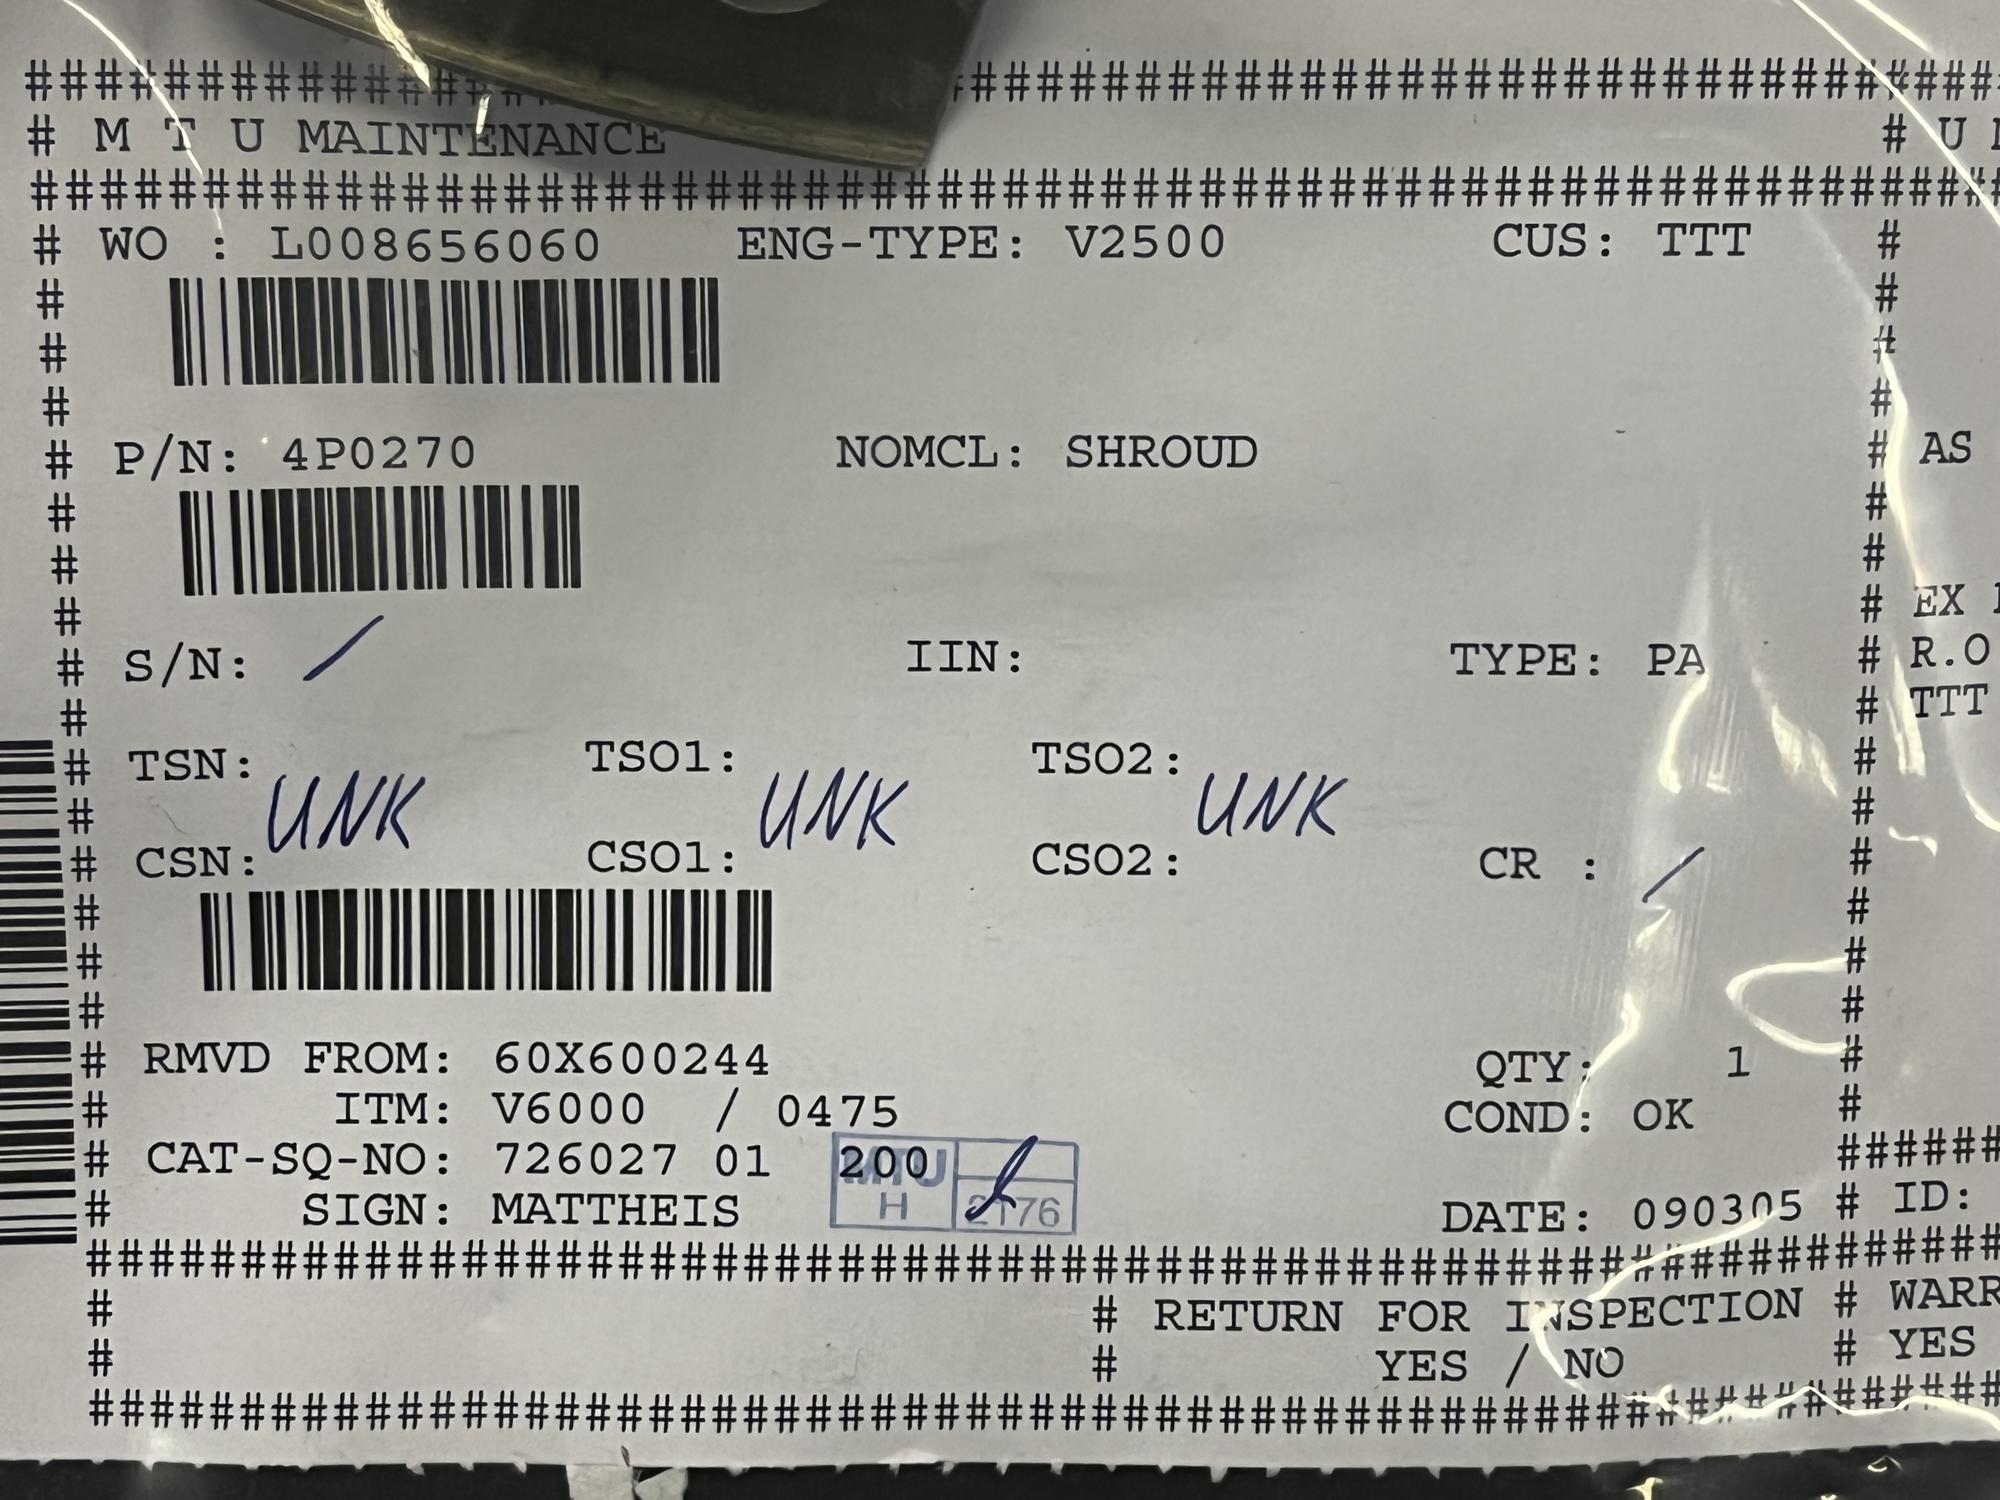 # M T U MAINTENANCE # U
# WO : L008656060 ENG-TYPE: V2500 CUS: TTT #
# P/N: 4P0270 NOMCL: SHROUD # AS
# EX
# S/N: / IIN: TYPE: PA # R.O
# TTT
# TSN: UNK TSO1: UNK TSO2: UNK
# CSN: CSO1: CSO2: CR : / #
# RMVD FROM: 60X600244 QTY: 1 #
# ITM: V6000 / 0475 COND: OK #
# CAT-SQ-NO: 726027 01 200
MTU
H 2176
# SIGN: MATTHEIS DATE: 090305 # ID:
# # RETURN FOR INSPECTION # WARR
# # YES / NO # YES